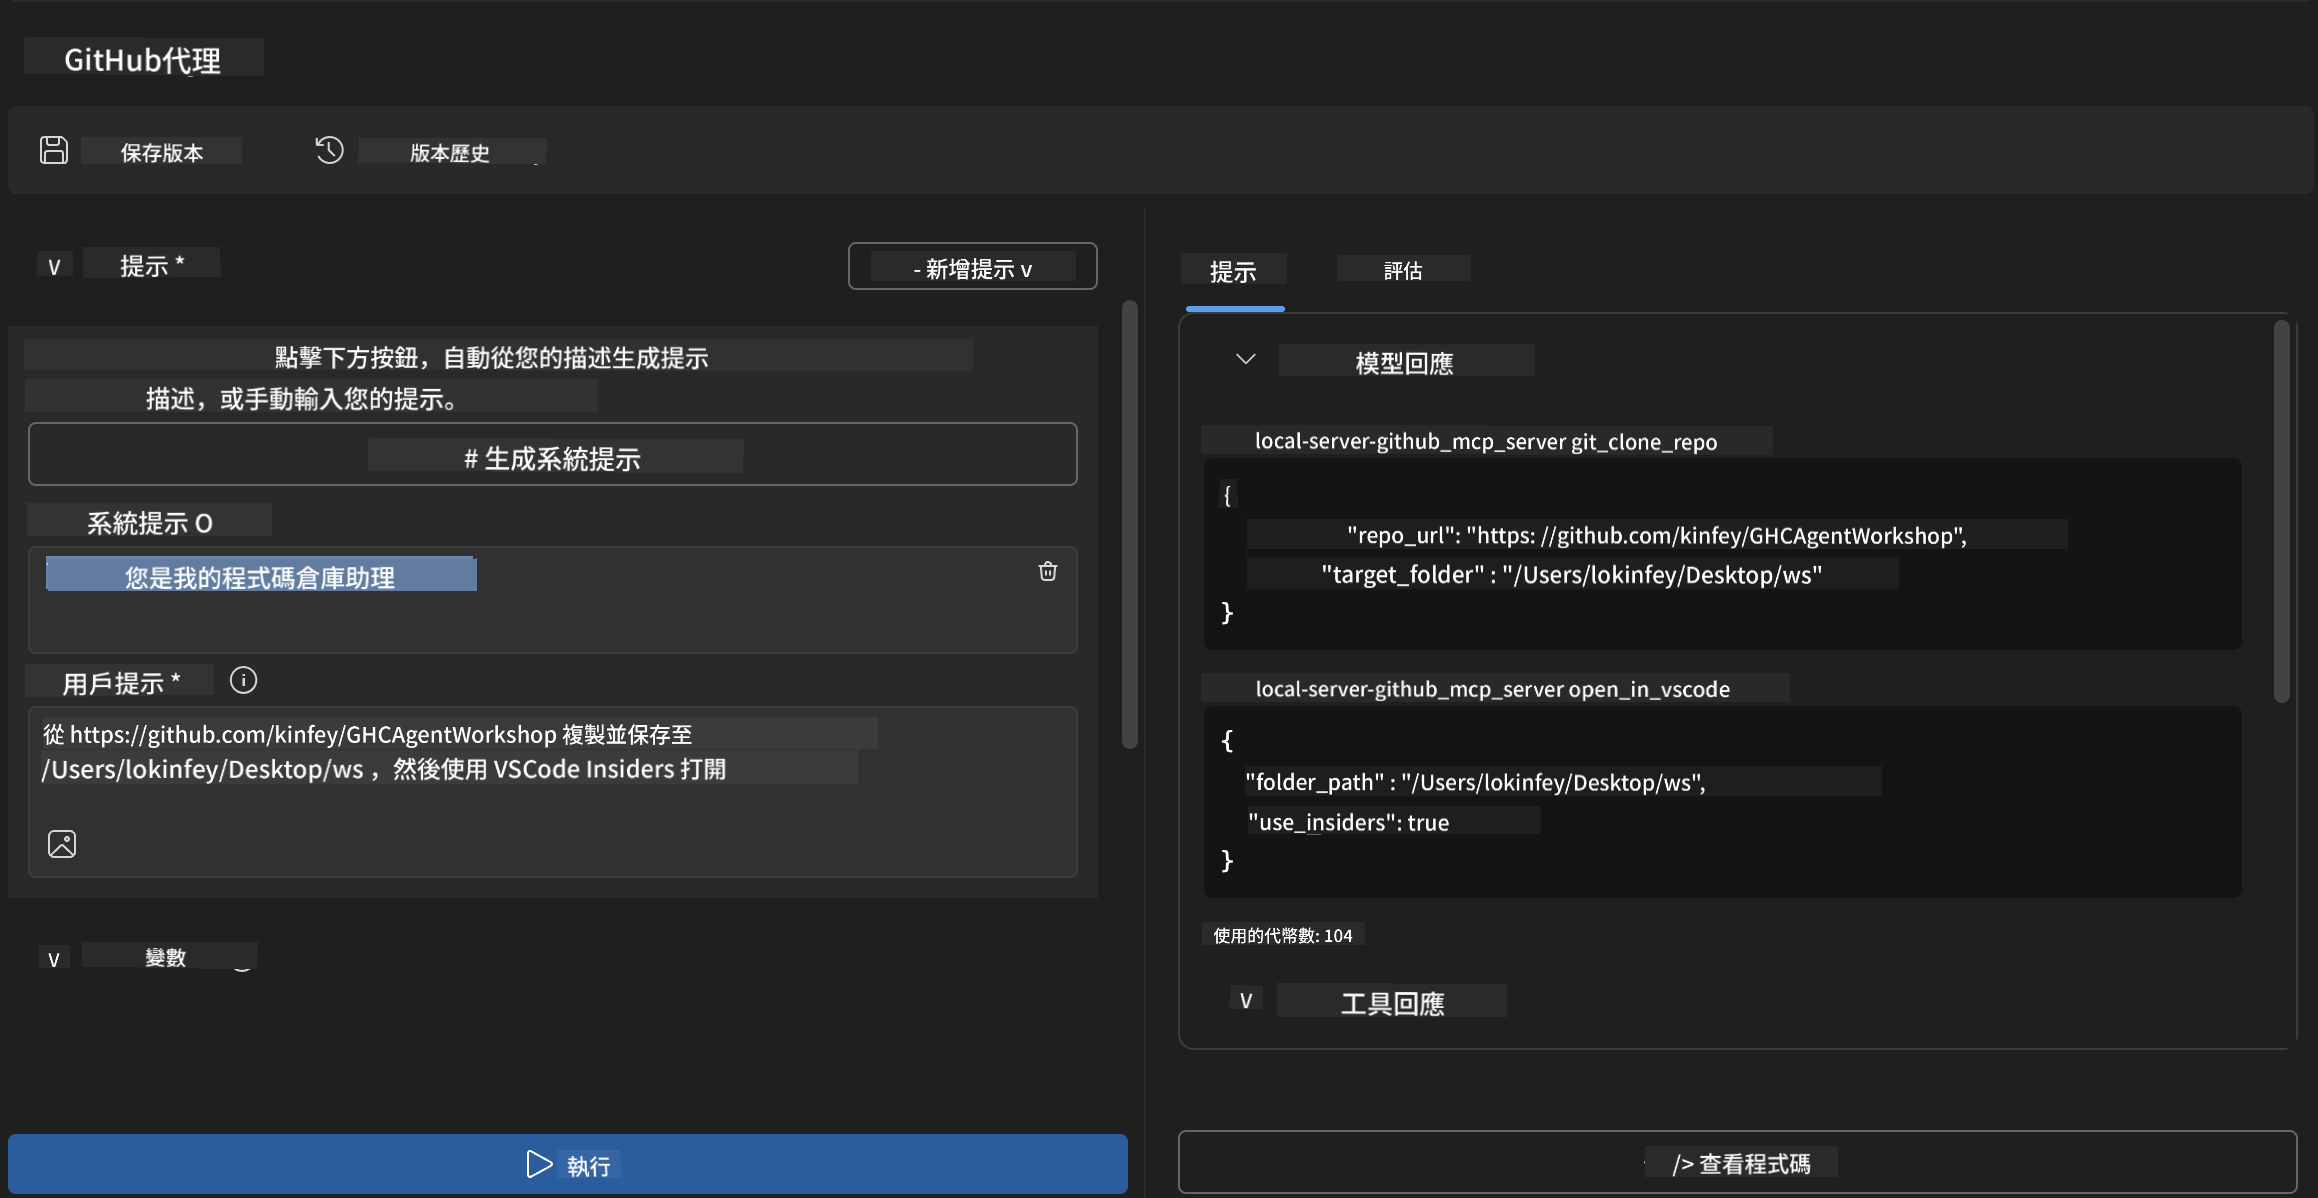 GitHub代理
保存版本
版本歷史
v 提示 *
- 新增提示 v
點擊下方按鈕，自動從您的描述生成提示
描述，或手動輸入您的提示。
# 生成系統提示
系統提示 O
您是我的程式碼倉庫助理
用戶提示 *
從 https://github.com/kinfey/GHCAgentWorkshop 複製並保存至
/Users/lokinfey/Desktop/ws ，然後使用 VSCode Insiders 打開
v 變數
執行
提示
評估
模型回應
local-server-github_mcp_server git_clone_repo
{
"repo_url": "https: //github.com/kinfey/GHCAgentWorkshop",
"target_folder" : "/Users/lokinfey/Desktop/ws"
}
local-server-github_mcp_server open_in_vscode
{
"folder_path" : "/Users/lokinfey/Desktop/ws",
"use_insiders": true
}
使用的代幣數: 104
v 工具回應
/> 查看程式碼